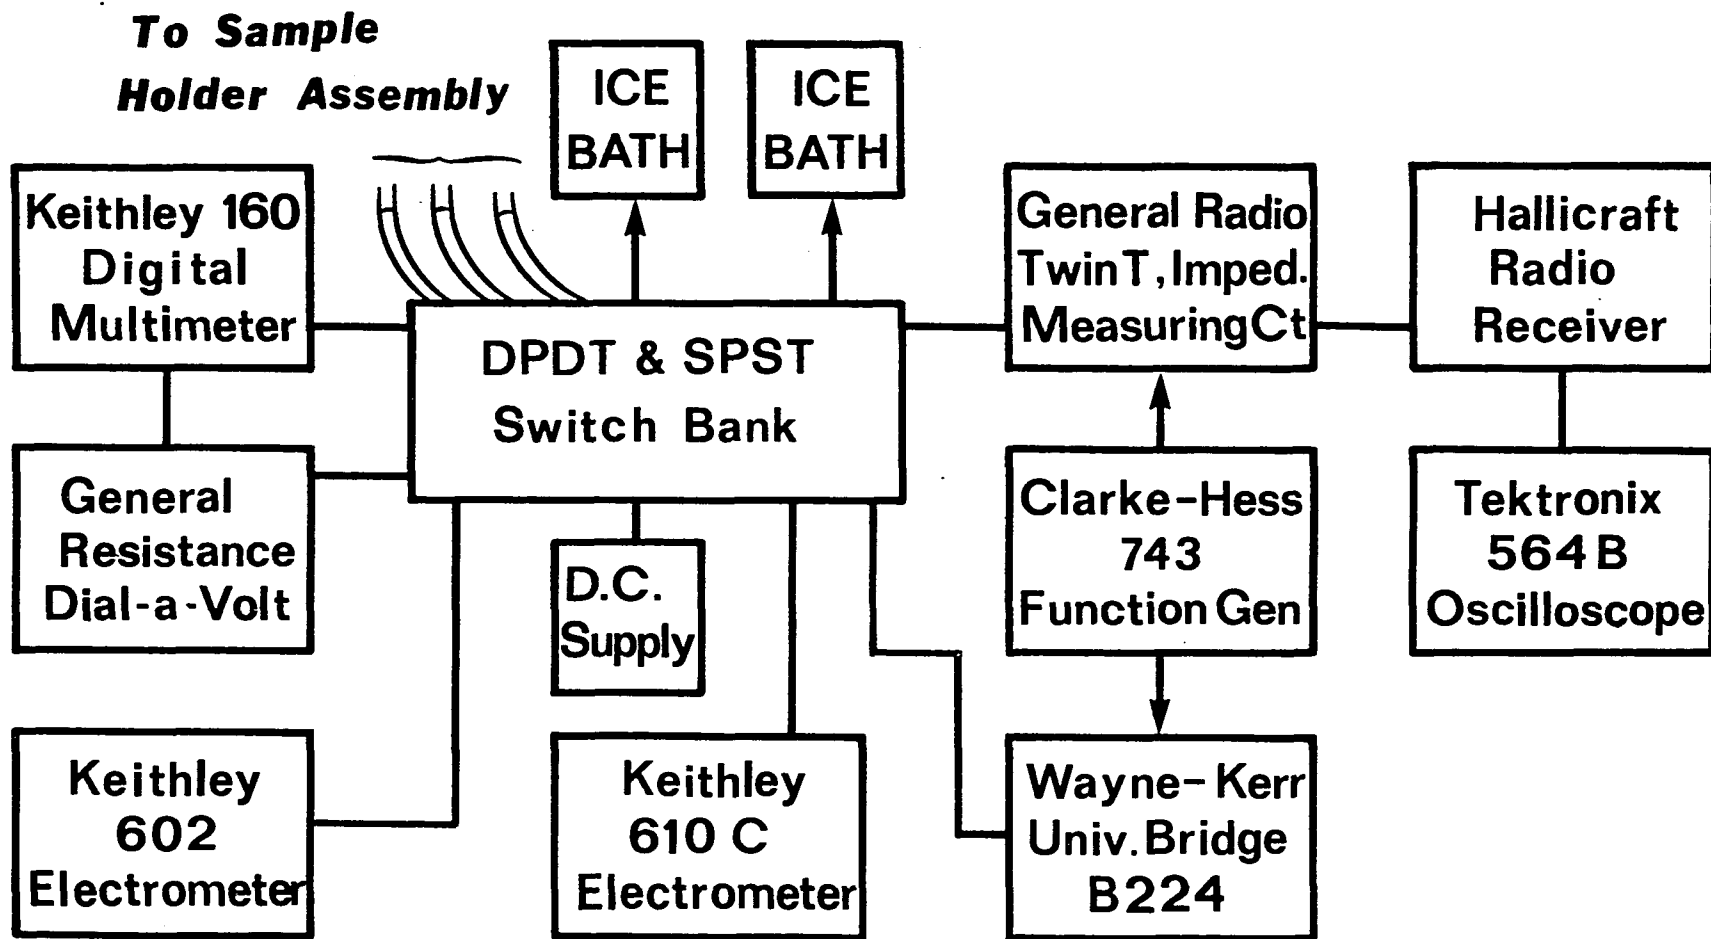 To Sample
Holder Assembly
ICE
BATH
ICE
BATH
Keithley 160
Digital
Multimeter
General Radio
Twin T, Imped.
Measuring Ct
Hallicraft
Radio
Receiver
DPDT & SPST
Switch Bank
General
Resistance
Dial-a-Volt
D.C.
Supply
Clarke-Hess
743
Function Gen
Tektronix
564 B
Oscilloscope
Keithley
602
Electrometer
Keithley
610 C
Electrometer
Wayne-Kerr
Univ. Bridge
B224